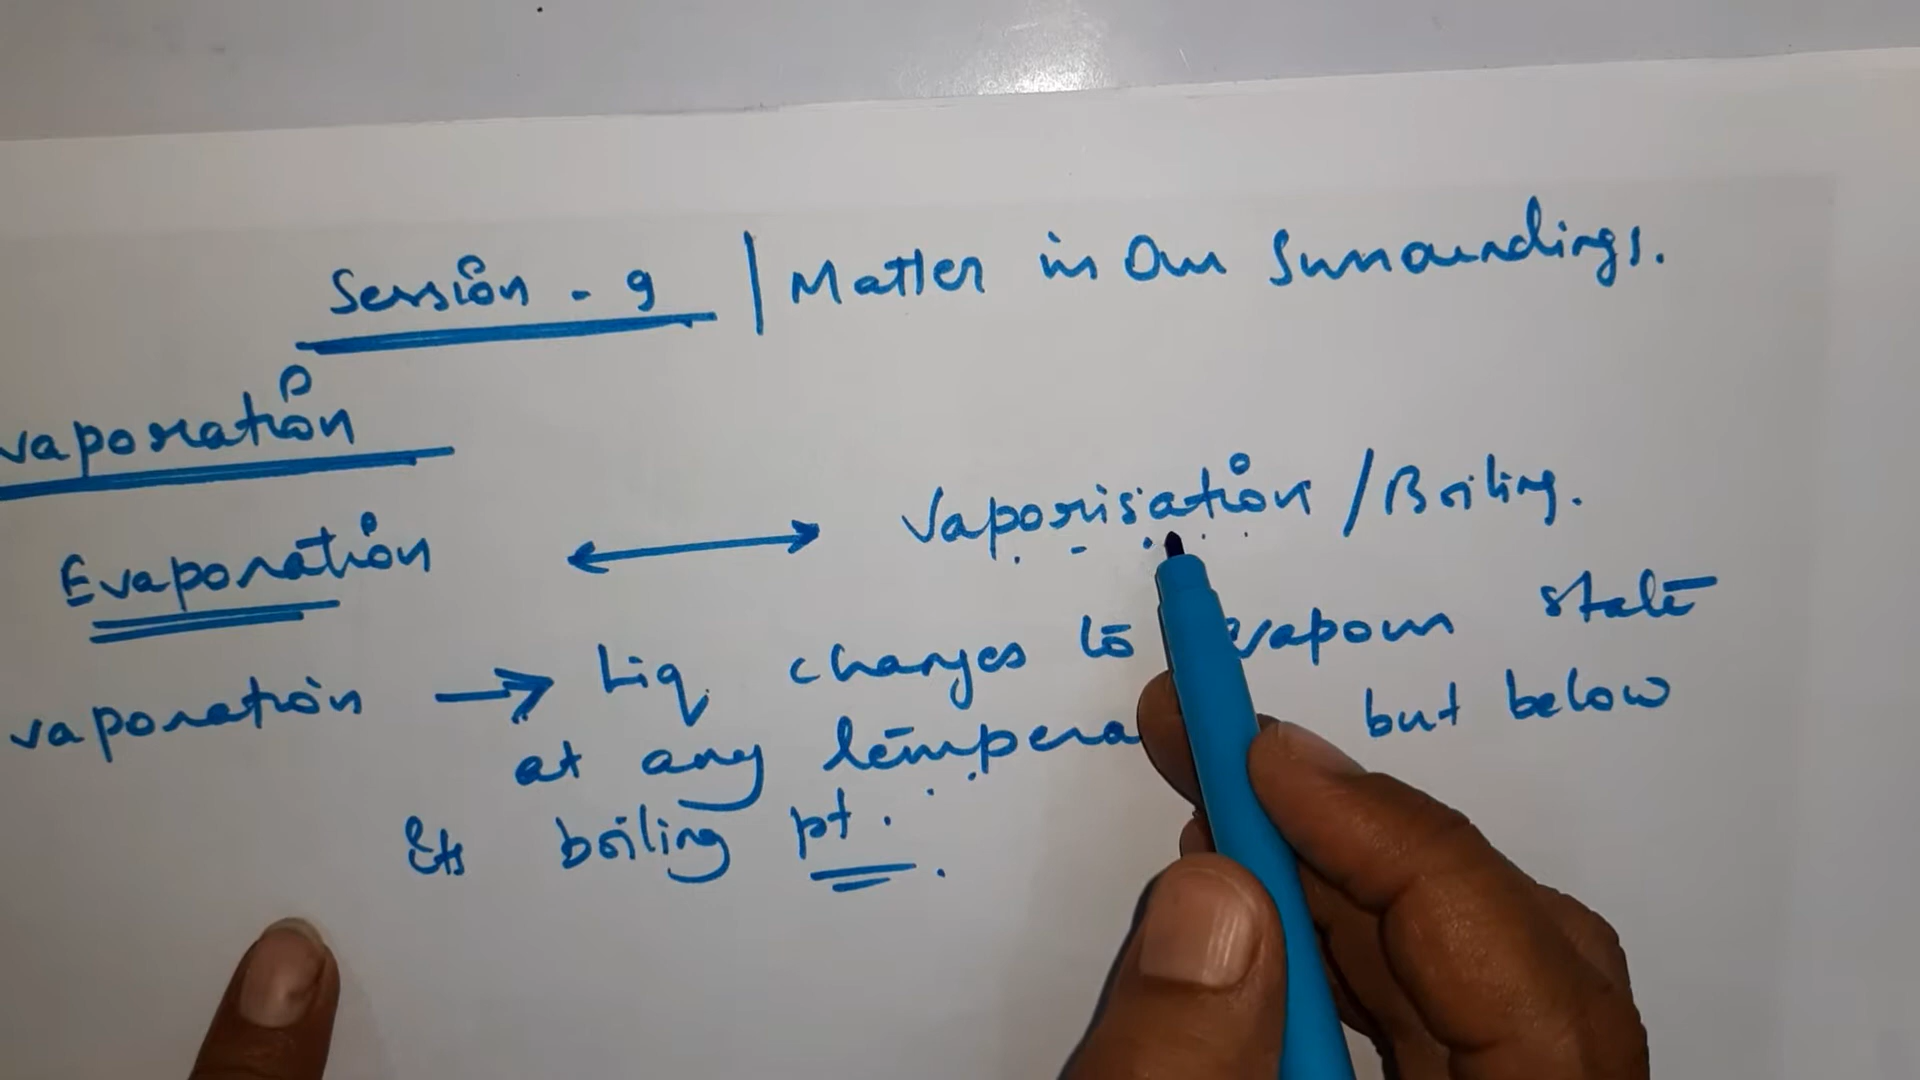 Session - 9 | Matter in Our Surroundings.
vaporation
Evaporation ↔ Vaporisation / Boiling.
vaporation → Liq. changes to vapour state
at any tempera but below
its boiling pt.